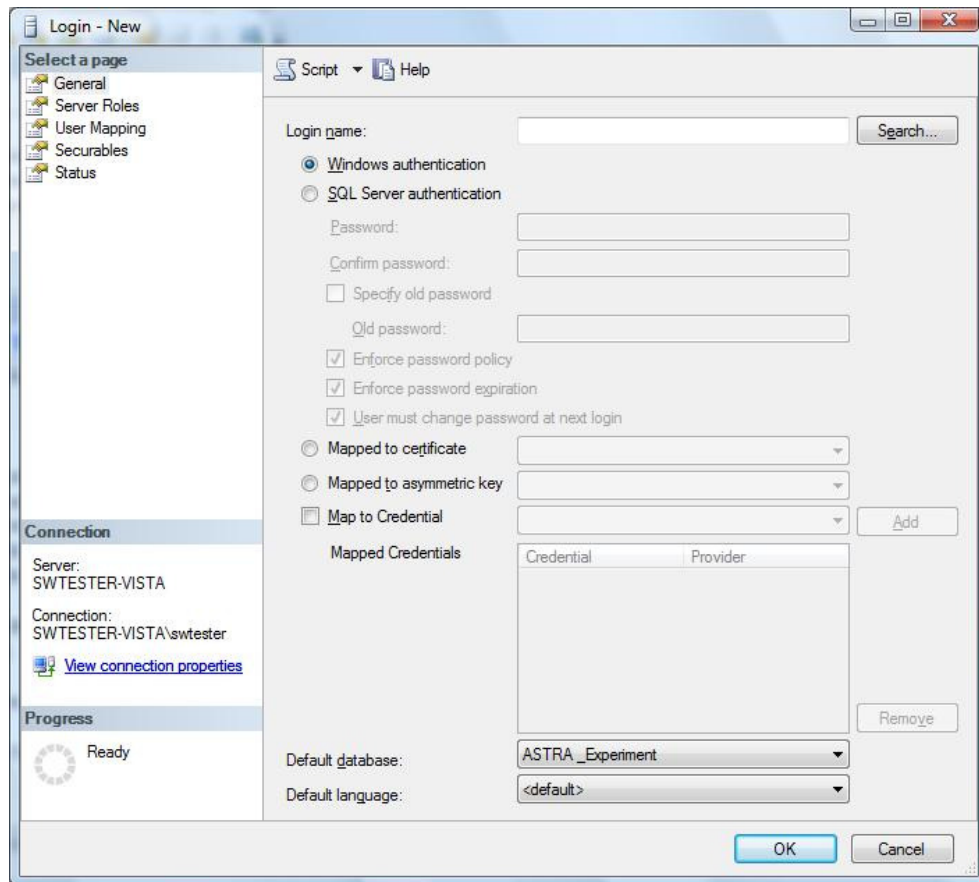 Login - New
Select a page
General
Server Roles
User Mapping
Securables
Status
Script
Help
Login name:
Search...
Windows authentication
SQL Server authentication
Password:
Confirm password:
Specify old password
Old password:
Enforce password policy
Enforce password expiration
User must change password at next login
Mapped to certificate
Mapped to asymmetric key
Map to Credential
Add
Mapped Credentials
Credential Provider
Remove
Default database:
ASTRA _Experiment
Default language:
<default>
Connection
Server:
SWTESTER-VISTA
Connection:
SWTESTER-VISTA\swtester
View connection properties
Progress
Ready
OK
Cancel